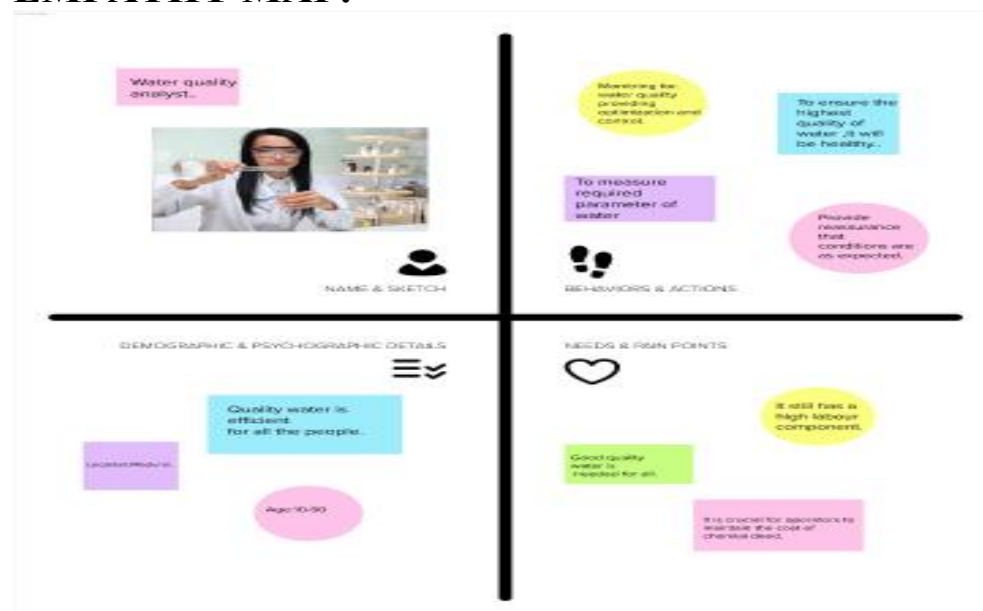 EMPATHY MAP:
Water quality
analyst..
NAME & SKETCH
Monitring for
water quality
providing
optimization and
control.
To ensure the
highest
quality of
water ,it will
be healthy..
To measure
required
parameter of
water
Provide
reassurance
that
conditions are
as expected.
BEHAVIORS & ACTIONS
DEMOGRAPHIC & PSYCHOGRAPHIC DETAILS
Quality water is
efficient
for all the people.
Age:10-50
NEEDS & PAIN POINTS
It still has a
high labour
component.
Good quality
water is
needed for all.
It is crucial for operators to
maintain the cost of